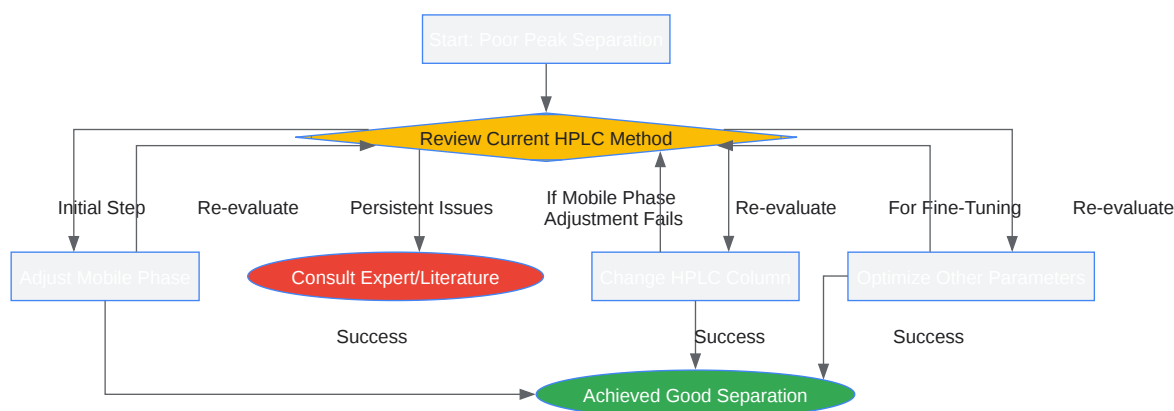 Start: Poor Peak Separation
Review Current HPLC Method
Initial Step
Re-evaluate
Persistent Issues
If Mobile Phase
Adjustment Fails
Re-evaluate
For Fine-Tuning
Re-evaluate
Adjust Mobile Phase
Consult Expert/Literature
Change HPLC Column
Optimize Other Parameters
Success
Success
Success
Achieved Good Separation